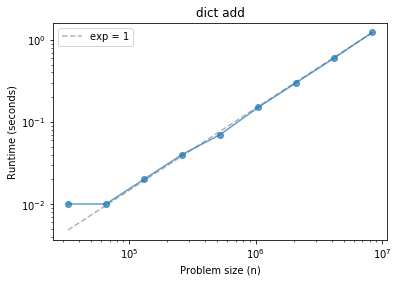 dict add
exp = 1
10⁰
10⁻¹
10⁻²
Runtime (seconds)
10⁵
10⁶
10⁷
Problem size (n)